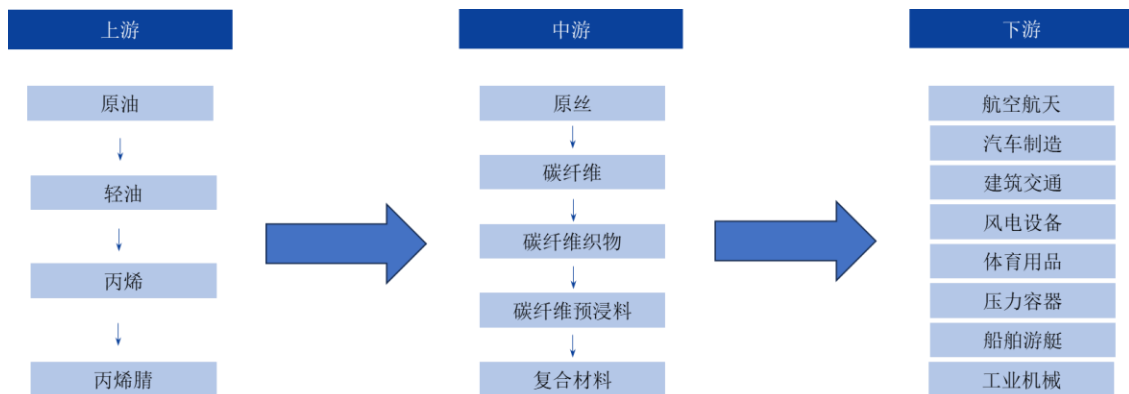 上游
原油
轻油
丙烯
丙烯腈
中游
原丝
碳纤维
碳纤维织物
碳纤维预浸料
复合材料
下游
航空航天
汽车制造
建筑交通
风电设备
体育用品
压力容器
船舶游艇
工业机械